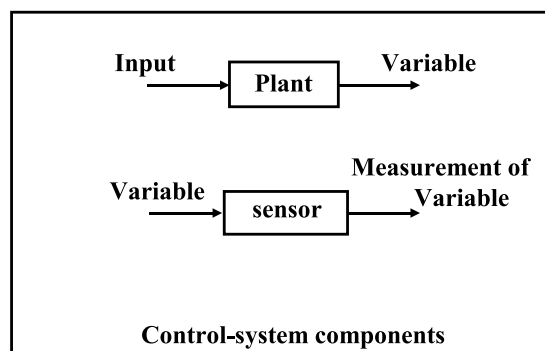 Input
Plant
Variable
Variable
sensor
Measurement of
Variable
Control-system components